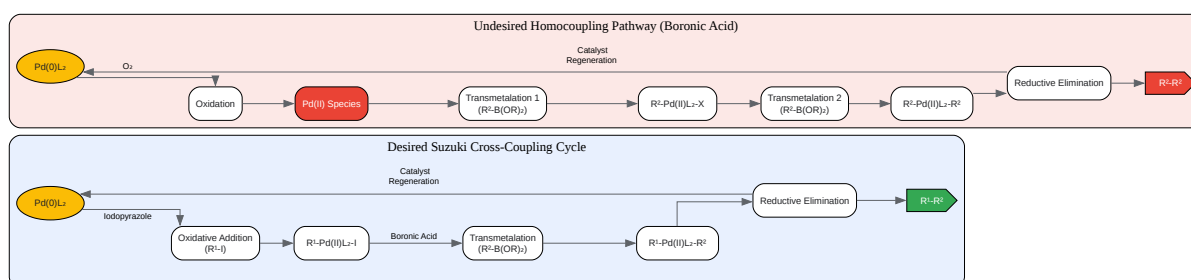 Undesired Homocoupling Pathway (Boronic Acid)
Catalyst
Regeneration
Pd(0)L₂
O₂
Reductive Elimination
R²-R²
Oxidation
Pd(II) Species
Transmetalation 1
(R²-B(OR)₂)
R²-Pd(II)L₂-X
Transmetalation 2
(R²-B(OR)₂)
R²-Pd(II)L₂-R²
Desired Suzuki Cross-Coupling Cycle
Catalyst
Regeneration
Pd(0)L₂
Iodopyrazole
Reductive Elimination
R¹-R²
Oxidative Addition
(R¹-I)
R¹-Pd(II)L₂-I
Boronic Acid
Transmetalation
(R²-B(OR)₂)
R¹-Pd(II)L₂-R²